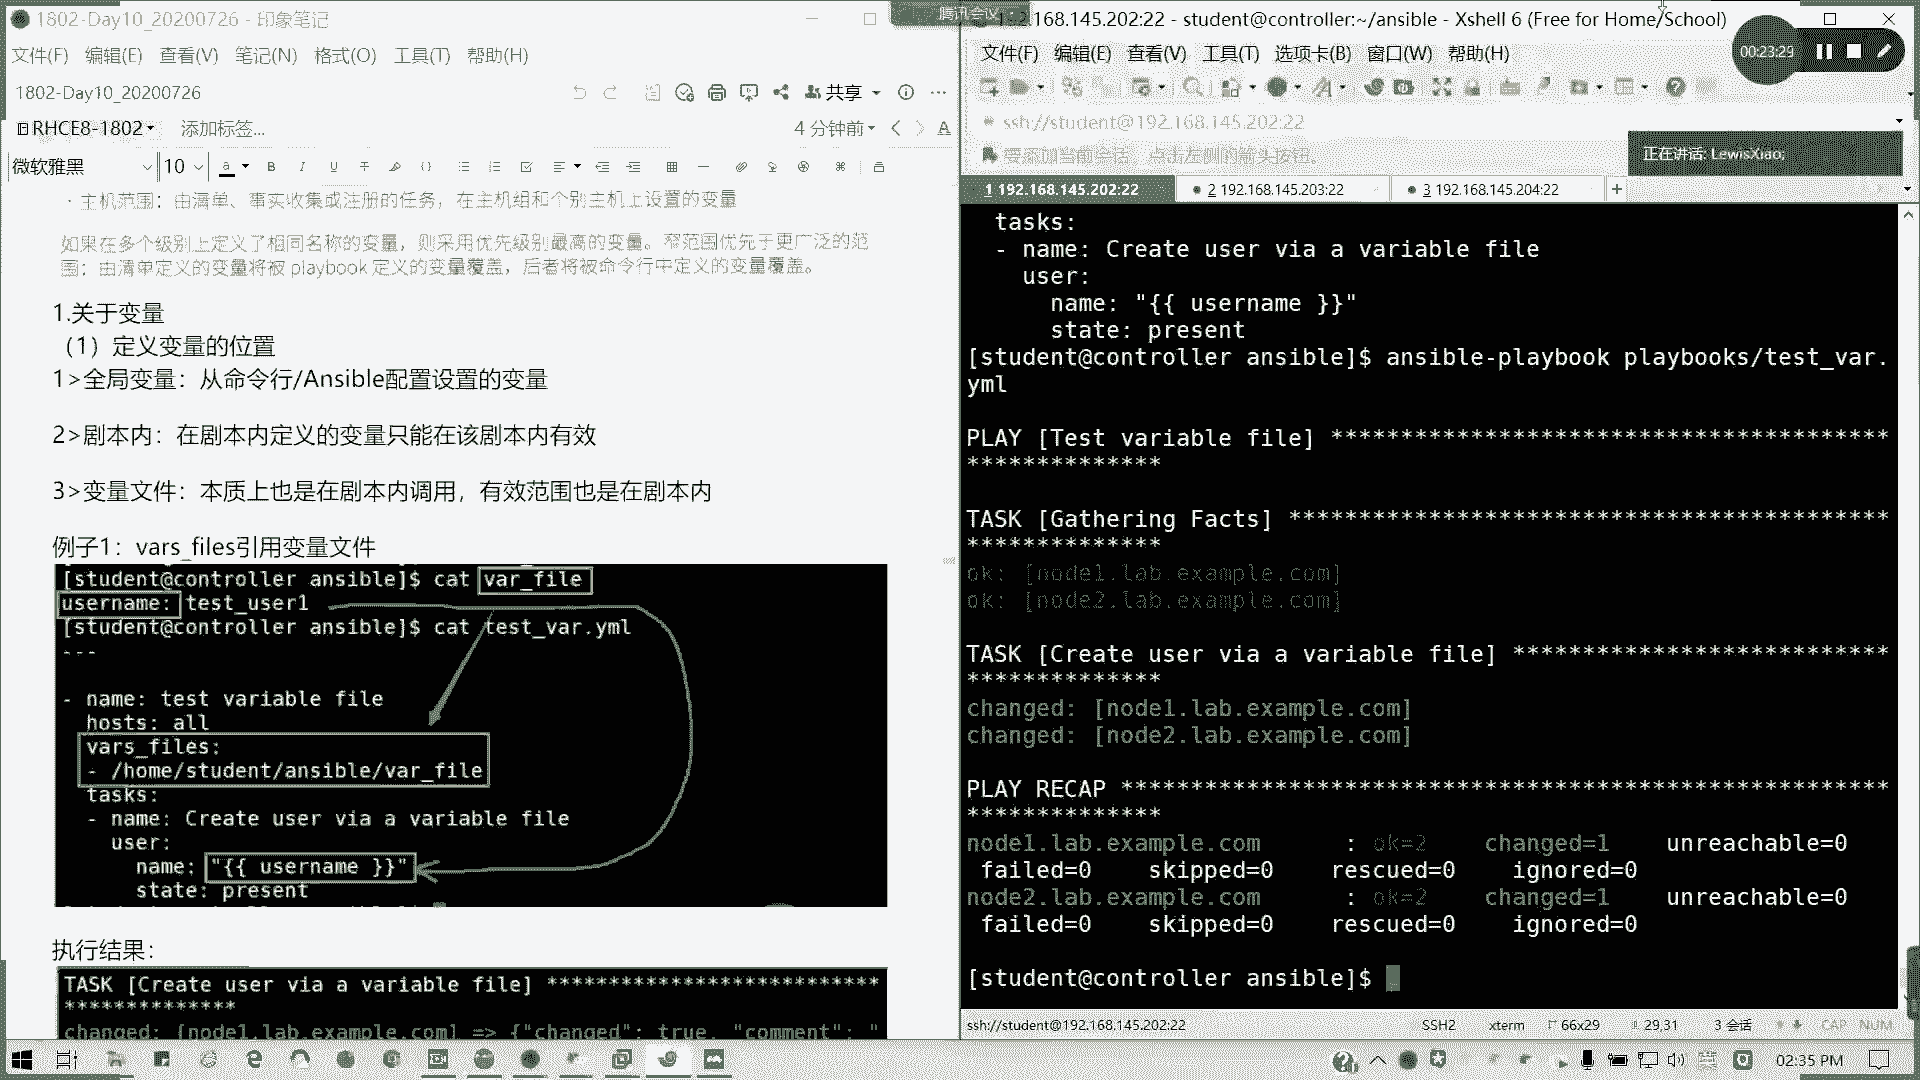 1802-Day10_20200726 - 印象笔记
文件(F) 编辑(E) 查看(V) 笔记(N) 格式(O) 工具(T) 帮助(H)
1802-Day10_20200726
共享
RHCE8-1802
添加标签...
4 分钟前
微软雅黑
10
· 主机范围：由清单、事实收集或注册的任务，在主机组和个别主机上设置的变量
如果在多个级别上定义了相同名称的变量，则采用优先级别最高的变量。窄范围优先于更广泛的范
围：由清单定义的变量将被 playbook 定义的变量覆盖，后者将被命令行中定义的变量覆盖。
1.关于变量
（1）定义变量的位置
1>全局变量：从命令行/Ansible配置设置的变量
2>剧本内：在剧本内定义的变量只能在该剧本内有效
3>变量文件：本质上也是在剧本内调用，有效范围也是在剧本内
例子1：vars_files引用变量文件
[student@controller ansible]$ cat var_file
username: test_user1
[student@controller ansible]$ cat test_var.yml
---
- name: test variable file
hosts: all
vars_files:
- /home/student/ansible/var_file
tasks:
- name: Create user via a variable file
user:
name: "{{ username }}"
state: present
执行结果：
TASK [Create user via a variable file] ***************************
**************
changed: [node1.lab.example.com] => {"changed": true, "comment": "
腾讯会议
192.168.145.202:22 - student@controller:~/ansible - Xshell 6 (Free for Home/School)
文件(F) 编辑(E) 查看(V) 工具(T) 选项卡(B) 窗口(W) 帮助(H)
00:23:29
ssh://student@192.168.145.202:22
要添加当前会话，点击左侧的箭头按钮。
正在讲话: LewisXiao;
1 192.168.145.202:22
2 192.168.145.203:22
3 192.168.145.204:22
tasks:
- name: Create user via a variable file
user:
name: "{{ username }}"
state: present
[student@controller ansible]$ ansible-playbook playbooks/test_var.
yml
PLAY [Test variable file] ****************************************
**************
TASK [Gathering Facts] *******************************************
**************
ok: [node1.lab.example.com]
ok: [node2.lab.example.com]
TASK [Create user via a variable file] ***************************
**************
changed: [node1.lab.example.com]
changed: [node2.lab.example.com]
PLAY RECAP *******************************************************
**************
node1.lab.example.com : ok=2 changed=1 unreachable=0
failed=0 skipped=0 rescued=0 ignored=0
node2.lab.example.com : ok=2 changed=1 unreachable=0
failed=0 skipped=0 rescued=0 ignored=0
[student@controller ansible]$
ssh://student@192.168.145.202:22
SSH2
xterm
66x29
29,31
3 会话
CAP NUM
02:35 PM